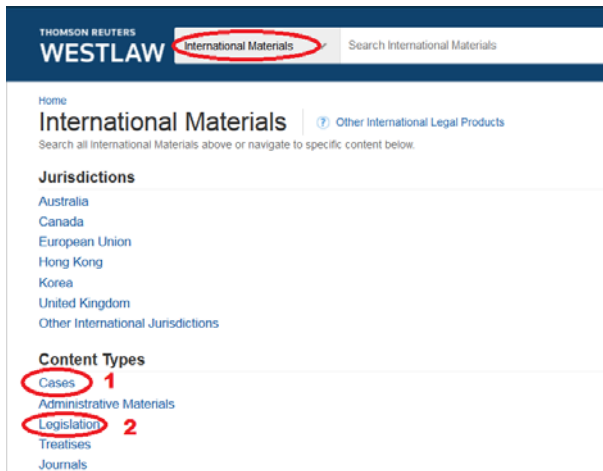 THOMSON REUTERS
WESTLAW
International Materials
Search International Materials
Home
International Materials
? Other International Legal Products
Search all International Materials above or navigate to specific content below.
Jurisdictions
Australia
Canada
European Union
Hong Kong
Korea
United Kingdom
Other International Jurisdictions
Content Types
Cases 1
Administrative Materials
Legislation 2
Treatises
Journals